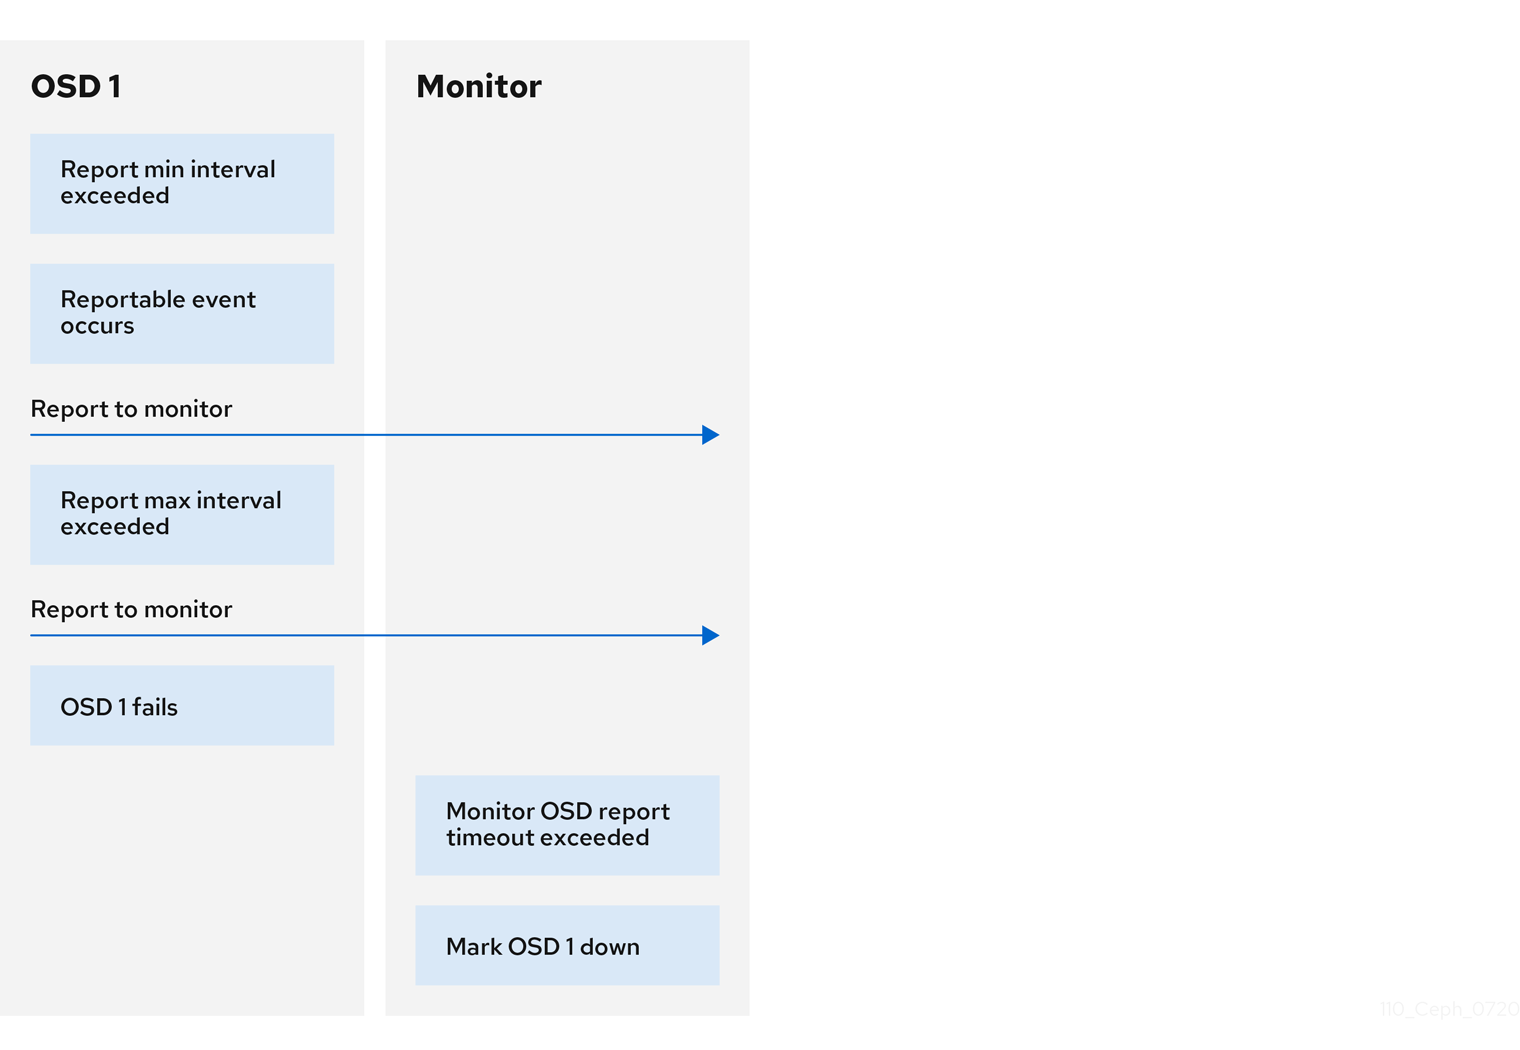 OSD 1
Report min interval
exceeded
Reportable event
occurs
Report to monitor
Report max interval
exceeded
Report to monitor
OSD 1 fails
Monitor
Monitor OSD report
timeout exceeded
Mark OSD 1 down
110_Ceph_0720